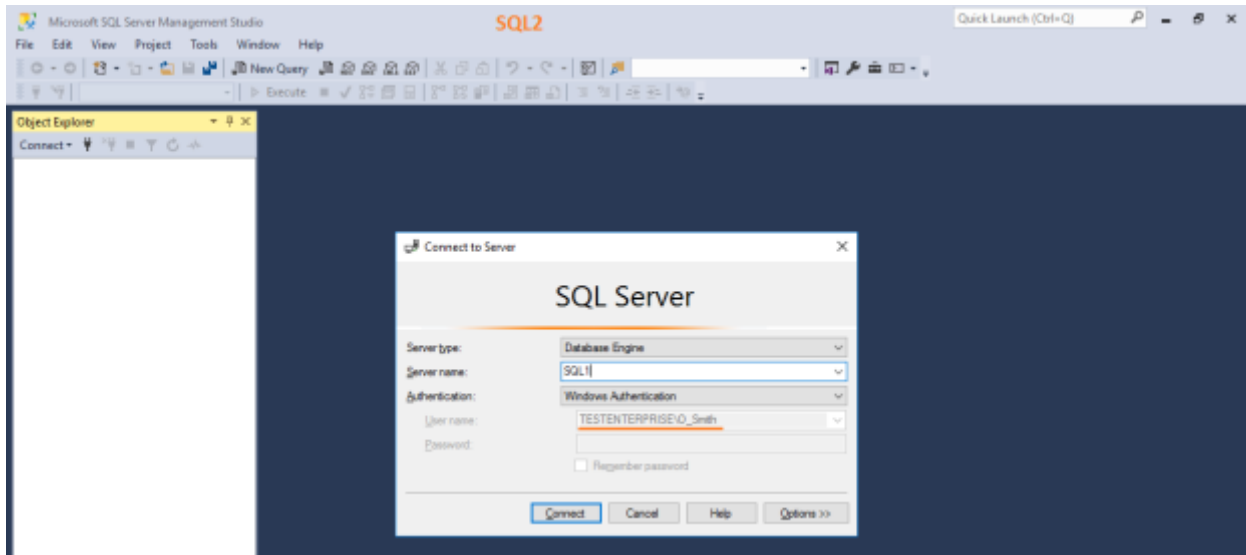 Microsoft SQL Server Management Studio
SQL2
Quick Launch (Ctrl+Q)
File Edit View Project Tools Window Help
New Query
Execute
Object Explorer
Connect
Connect to Server
SQL Server
Server type: Database Engine
Server name: SQL1
Authentication: Windows Authentication
User name: TESTENTERPRISE\O_Smith
Password:
Remember password
Connect Cancel Help Options >>